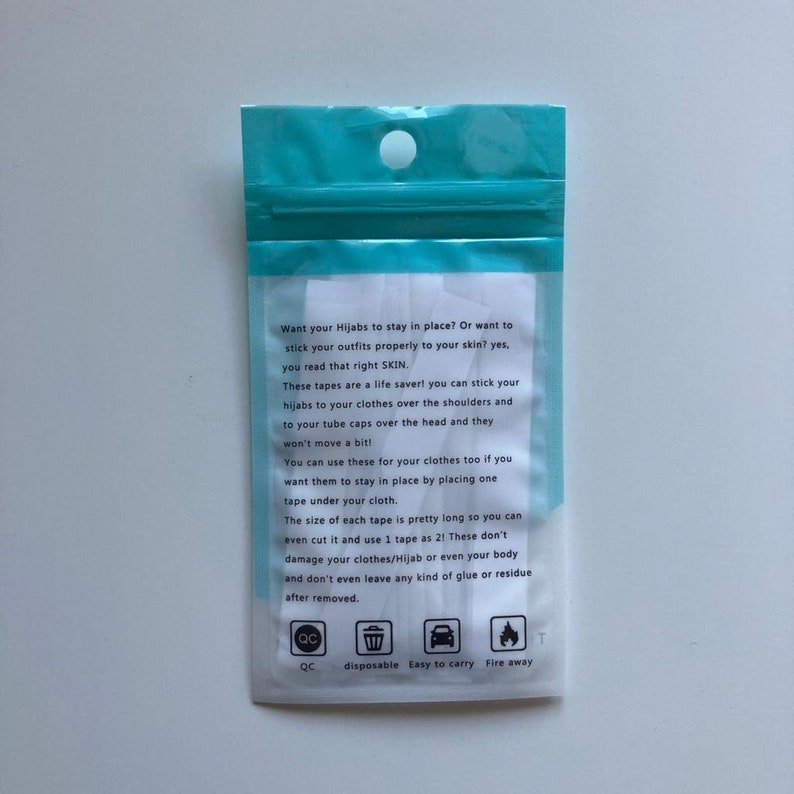 Want your Hijabs to stay in place? Or want to
stick your outfits properly to your skin? yes,
you read that right SKIN.
These tapes are a life saver! you can stick your
hijabs to your clothes over the shoulders and
to your tube caps over the head and they
won't move a bit!
You can use these for your clothes too if you
want them to stay in place by placing one
tape under your cloth.
The size of each tape is pretty long so you can
even cut it and use 1 tape as 2! These don't
damage your clothes/Hijab or even your body
and don't even leave any kind of glue or residue
after removed.
QC
T
QC disposable Easy to carry Fire away